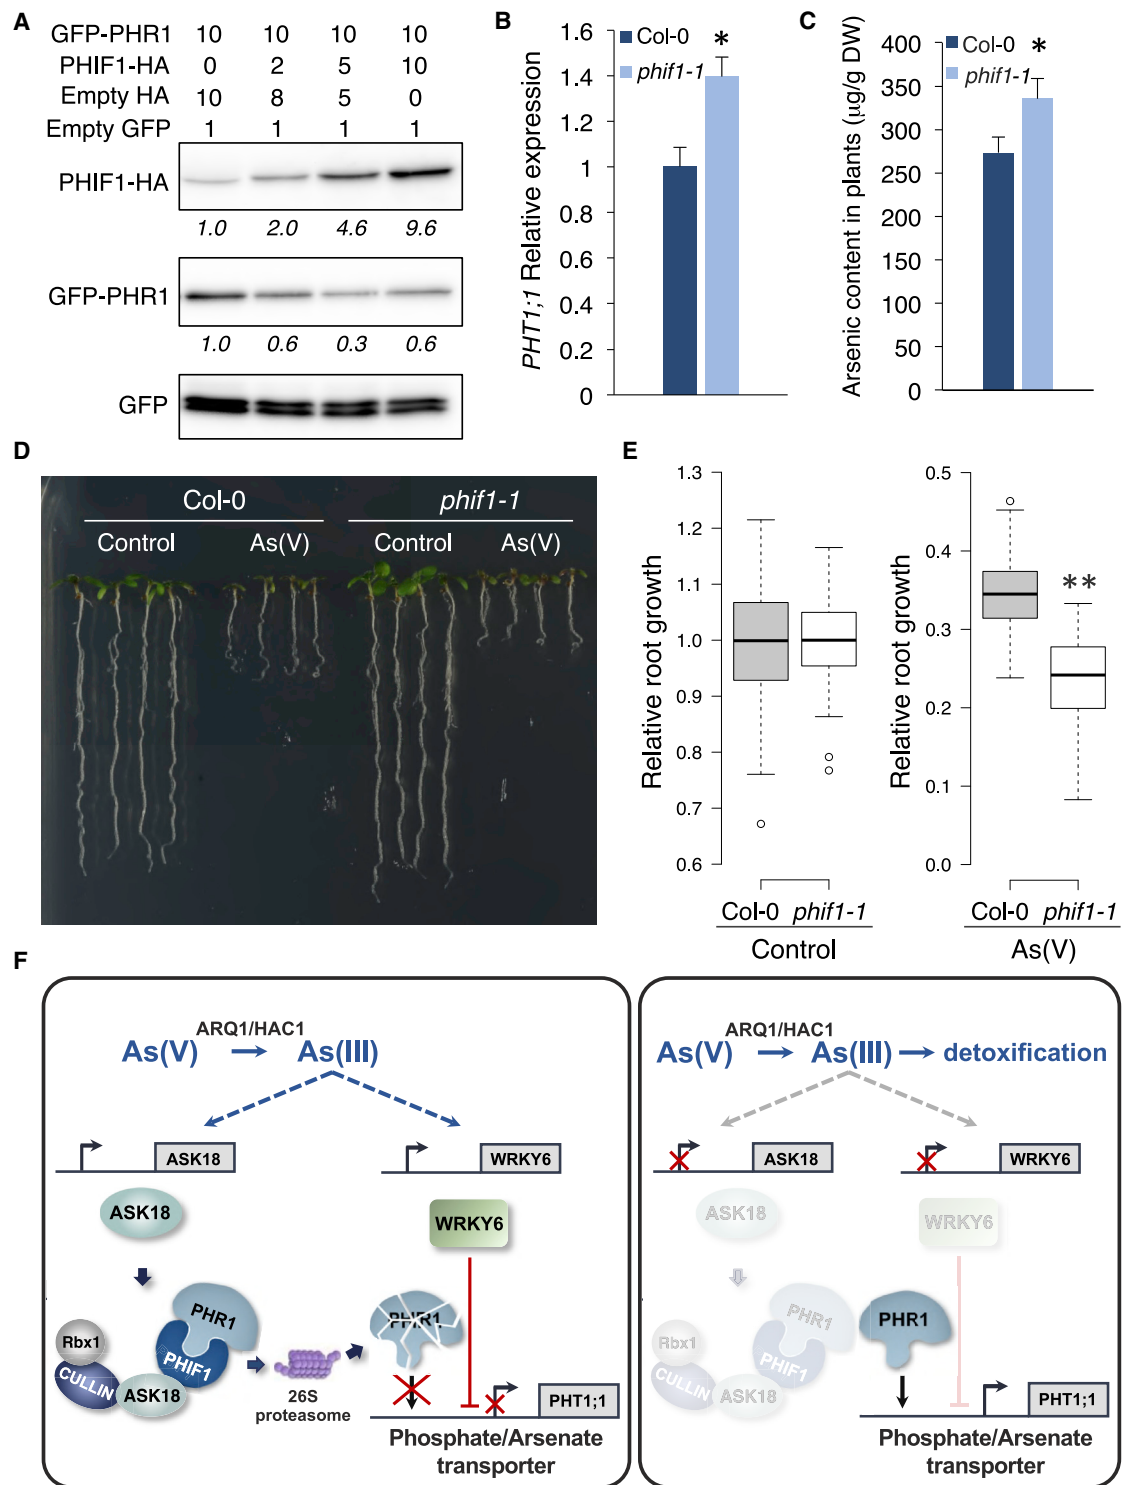 A
GFP-PHR1 10 10 10 10
PHIF1-HA 0 2 5 10
Empty HA 10 8 5 0
Empty GFP 1 1 1 1
PHIF1-HA
1.0 2.0 4.6 9.6
GFP-PHR1
1.0 0.6 0.3 0.6
GFP
B
PHT1;1 Relative expression
1.6
1.4
1.2
1
0.8
0.6
0.4
0.2
0
Col-0
phif1-1
*
C
Arsenic content in plants (μg/g DW)
400
350
300
250
200
150
100
50
0
Col-0
phif1-1
*
D
Col-0 phif1-1
Control As(V) Control As(V)
E
Relative root growth
1.3
1.2
1.1
1.0
0.9
0.8
0.7
0.6
Col-0 phif1-1
Control
Relative root growth
0.5
0.4
0.3
0.2
0.1
0.0
**
Col-0 phif1-1
As(V)
F
ARQ1/HAC1
As(V) As(III)
ASK18 WRKY6
ASK18
WRKY6
PHR1
PHIF1
Rbx1
CULLIN
ASK18
26S
proteasome
PHR1
PHT1;1
Phosphate/Arsenate
transporter
ARQ1/HAC1
As(V) As(III) detoxification
ASK18 WRKY6
ASK18
WRKY6
PHR1
PHIF1
Rbx1
CULLIN
ASK18
PHR1
PHT1;1
Phosphate/Arsenate
transporter